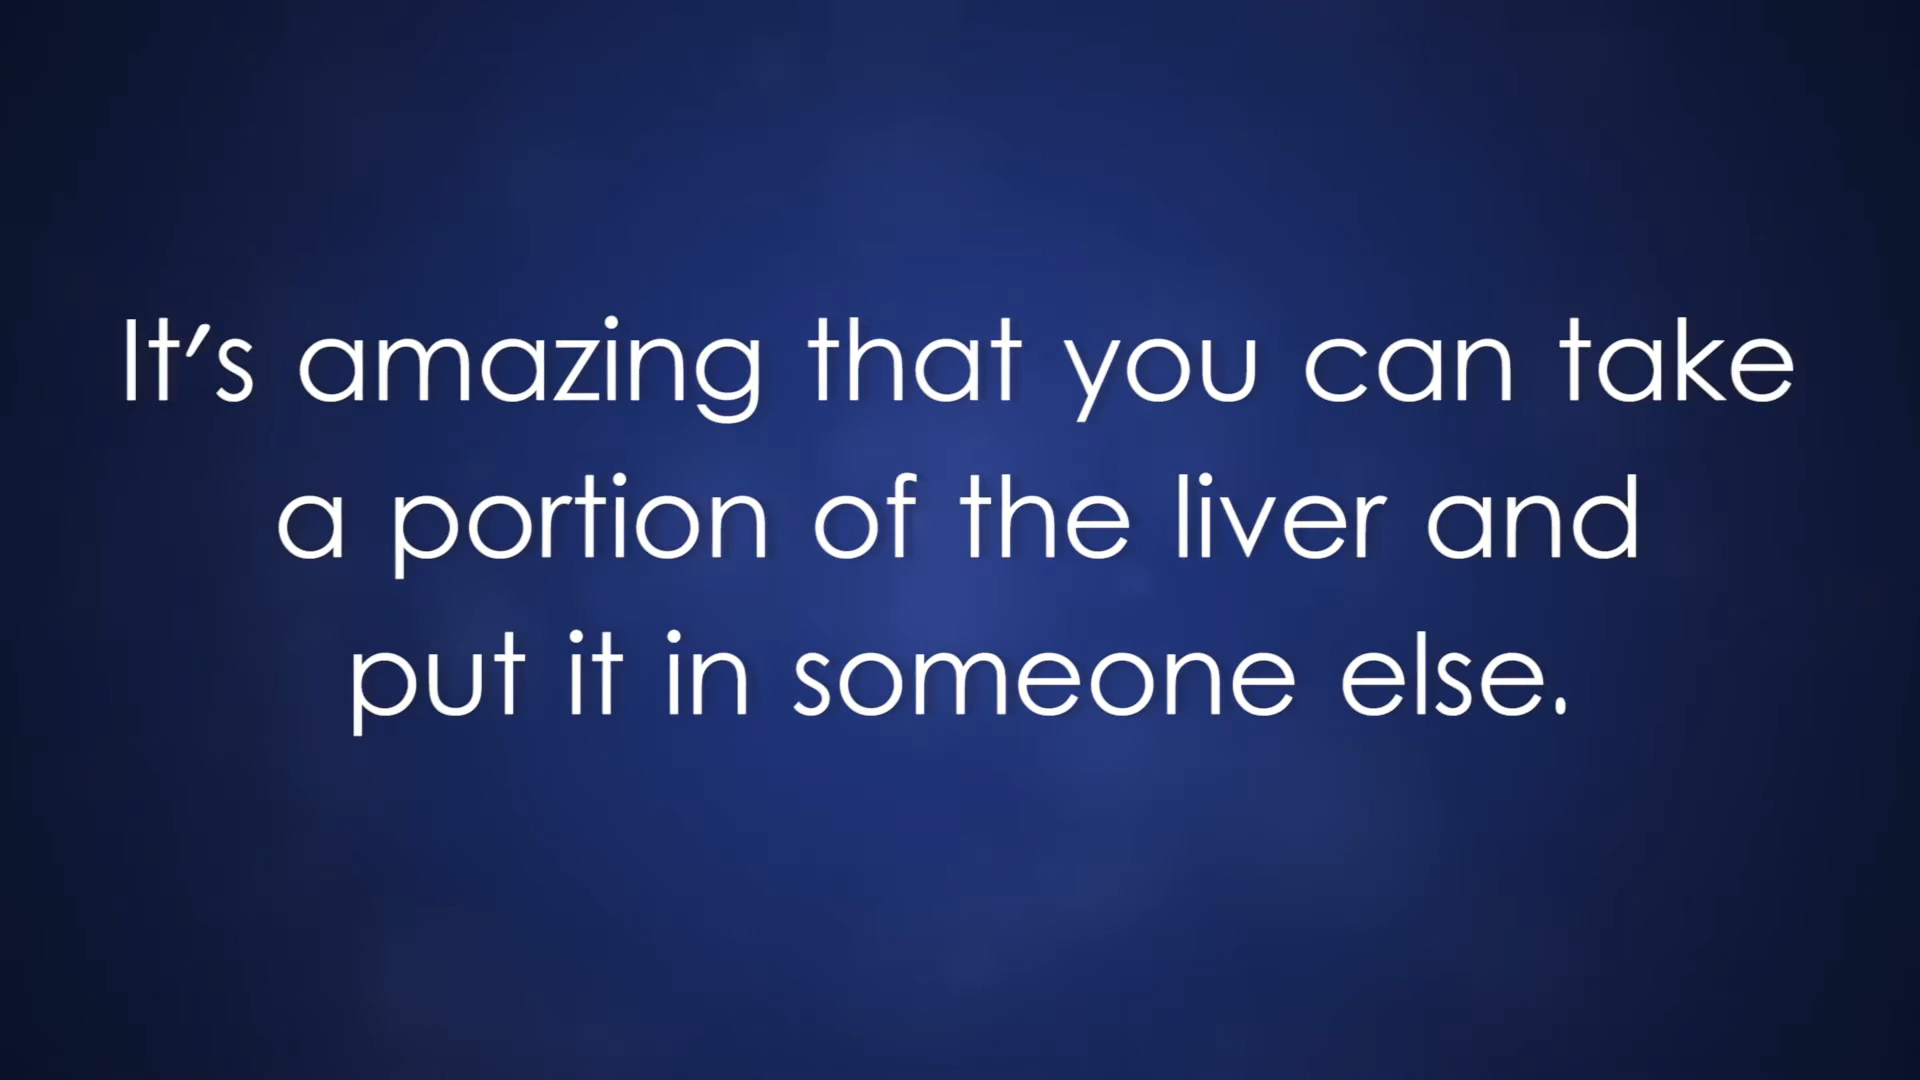 It's amazing that you can take
a portion of the liver and
put it in someone else.